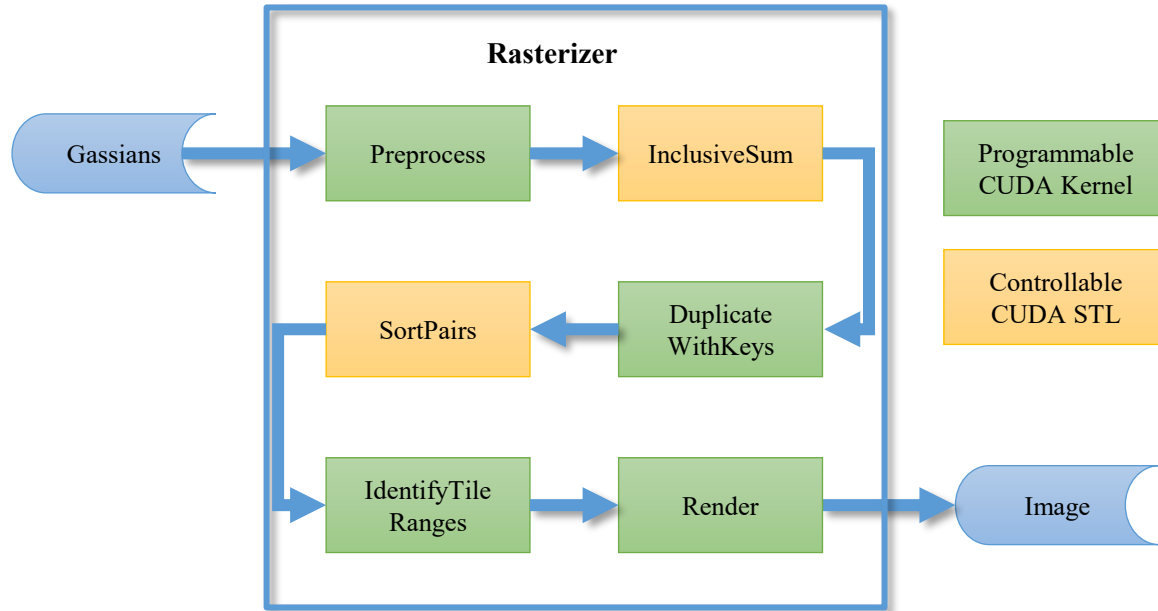 Rasterizer
Gassians
Preprocess
InclusiveSum
Programmable
CUDA Kernel
SortPairs
Duplicate
WithKeys
Controllable
CUDA STL
IdentifyTile
Ranges
Render
Image